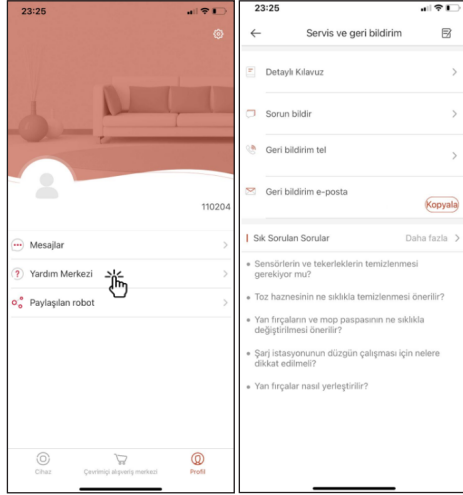 23:25
110204
Mesajlar
Yardım Merkezi
Paylaşılan robot
Cihaz
Çevrimiçi alışveriş merkezi
Profil
23:25
Servis ve geri bildirim
Detaylı Kılavuz
Sorun bildir
Geri bildirim tel
Geri bildirim e-posta
Kopyala
Sık Sorulan Sorular
Daha fazla
Sensörlerin ve tekerleklerin temizlenmesi
gerekiyor mu?
Toz haznesinin ne sıklıkla temizlenmesi önerilir?
Yan fırçaların ve mop paspasının ne sıklıkla
değiştirilmesi önerilir?
Şarj istasyonunun düzgün çalışması için nelere
dikkat edilmeli?
Yan fırçalar nasıl yerleştirilir?